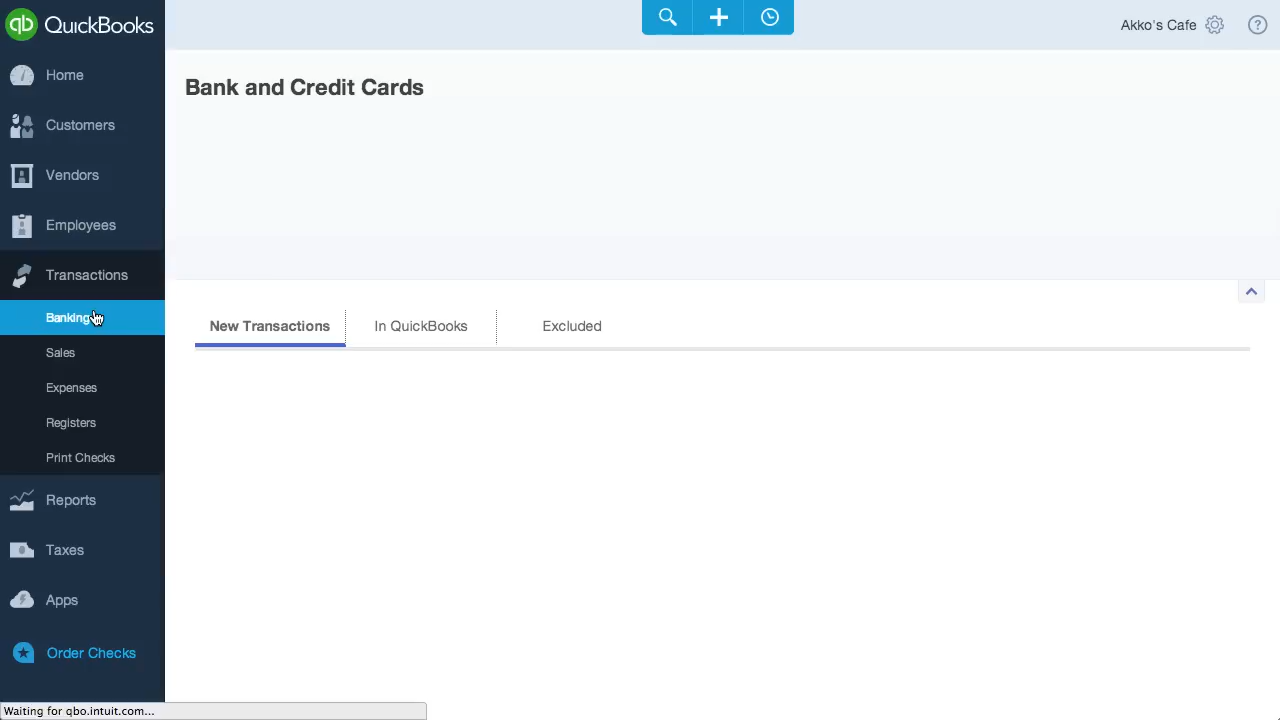 qb QuickBooks
Akko's Cafe
?
Home
Customers
Vendors
Employees
Transactions
Banking
Sales
Expenses
Registers
Print Checks
Reports
Taxes
Apps
Order Checks
Bank and Credit Cards
New Transactions
In QuickBooks
Excluded
Waiting for qbo.intuit.com...